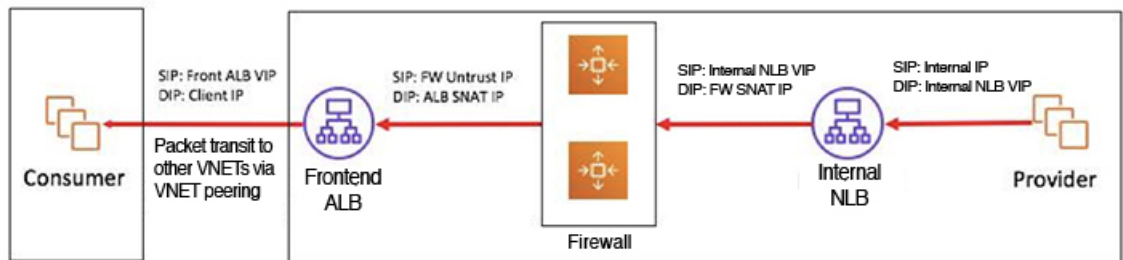 SIP: Front ALB VIP
DIP: Client IP
Packet transit to
other VNETs via
VNET peering
Consumer
SIP: FW Untrust IP
DIP: ALB SNAT IP
Frontend
ALB
Firewall
SIP: Internal NLB VIP
DIP: FW SNAT IP
Internal
NLB
SIP: Internal IP
DIP: Internal NLB VIP
Provider